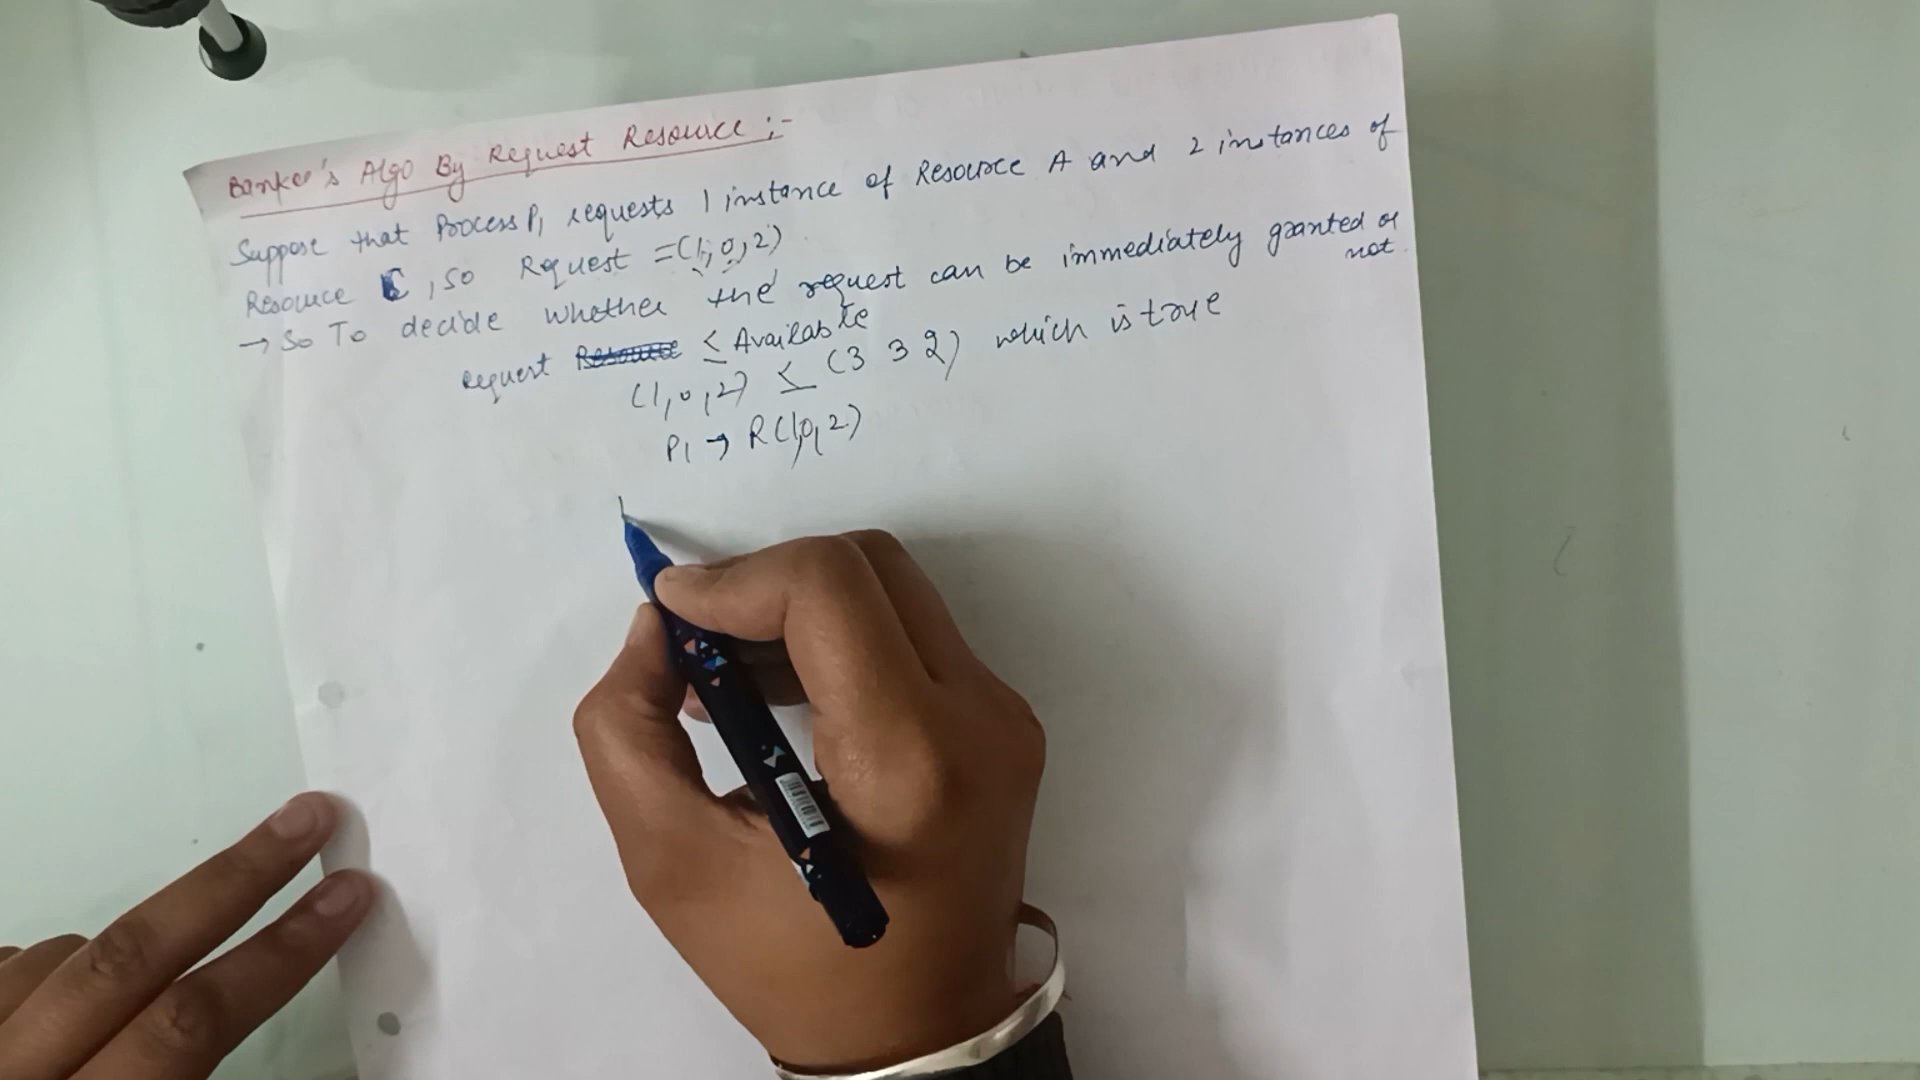 Banker's Algo By Request Resource :-
Suppose that Process P1 requests 1 instance of Resource A and 2 instances of
Resource C, so Request = (1, 0, 2)
→ So To decide whether the request can be immediately granted or
not.
request ≤ Available
(1, 0, 2) ≤ (3 3 2) which is true
P1 → R(1, 0, 2)